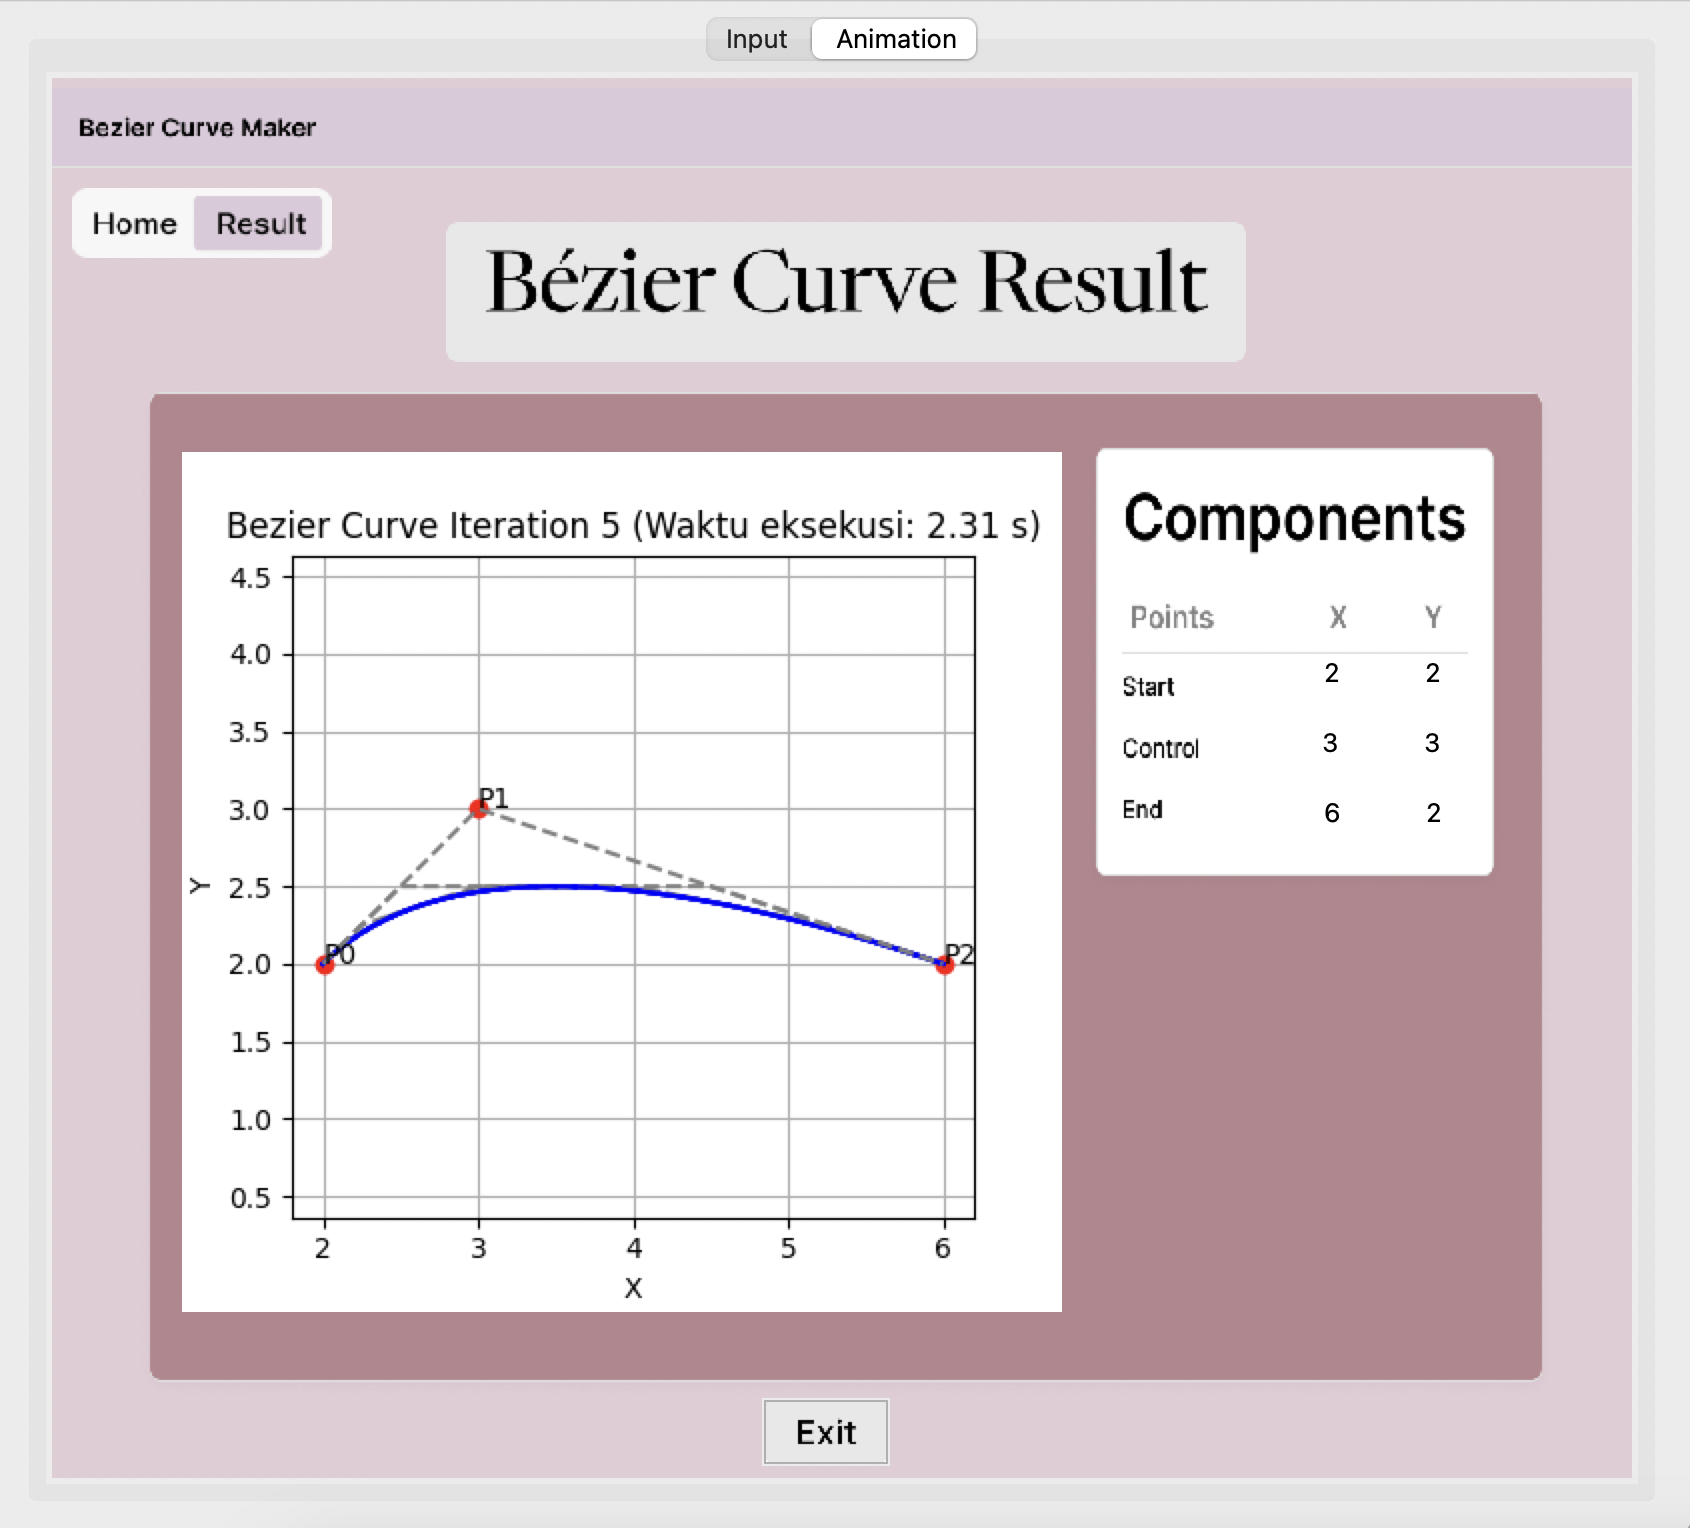 Input Animation
Bezier Curve Maker
Home Result
Bézier Curve Result
Bezier Curve Iteration 5 (Waktu eksekusi: 2.31 s)
4.5
4.0
3.5
3.0
2.5
2.0
1.5
1.0
0.5
Y
P1
P0
P2
2 3 4 5 6
X
Components
Points X Y
Start 2 2
Control 3 3
End 6 2
Exit